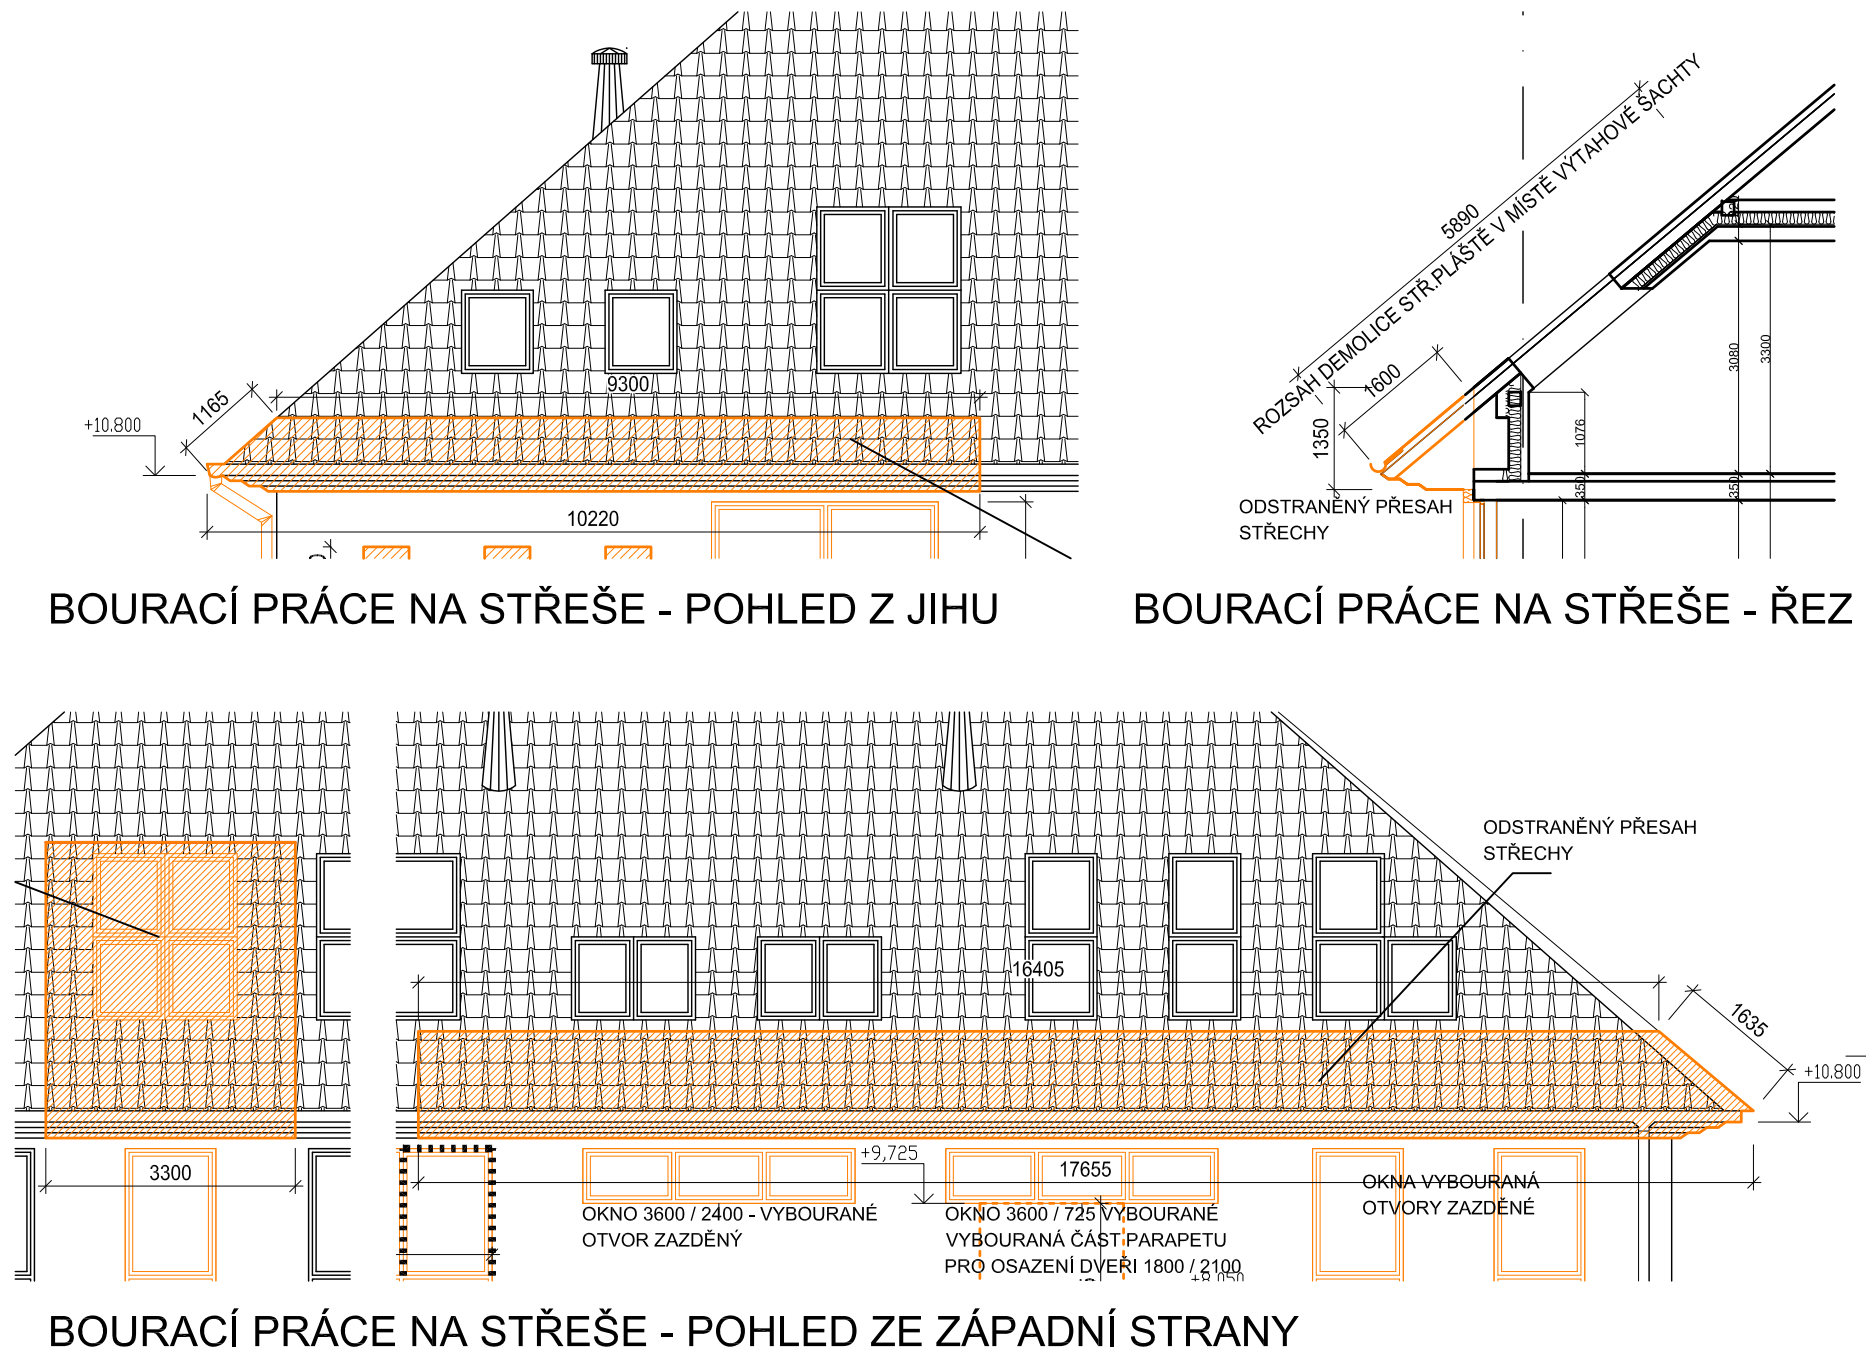 9300
1165
+10.800
10220
BOURACÍ PRÁCE NA STŘEŠE - POHLED Z JIHU
5890
ROZSAH DEMOLICE STŘ.PLÁŠTĚ V MÍSTĚ VÝTAHOVÉ ŠACHTY
1600
1350
3080
3300
1076
350
350
ODSTRANĚNÝ PŘESAH
STŘECHY
BOURACÍ PRÁCE NA STŘEŠE - ŘEZ
ODSTRANĚNÝ PŘESAH
STŘECHY
16405
1635
+10.800
3300
+9,725
17655
OKNO 3600 / 2400 - VYBOURANÉ
OTVOR ZAZDĚNÝ
OKNO 3600 / 725 VYBOURANÉ
VYBOURANÁ ČÁST PARAPETU
PRO OSAZENÍ DVEŘÍ 1800 / 2100
+8,050
OKNA VYBOURANÁ
OTVORY ZAZDĚNÉ
BOURACÍ PRÁCE NA STŘEŠE - POHLED ZE ZÁPADNÍ STRANY